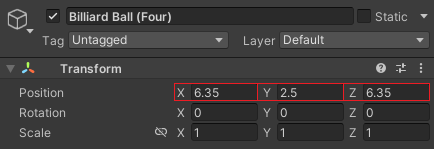 Billiard Ball (Four) Static
Tag Untagged Layer Default
Transform
Position X 6.35 Y 2.5 Z 6.35
Rotation X 0 Y 0 Z 0
Scale X 1 Y 1 Z 1